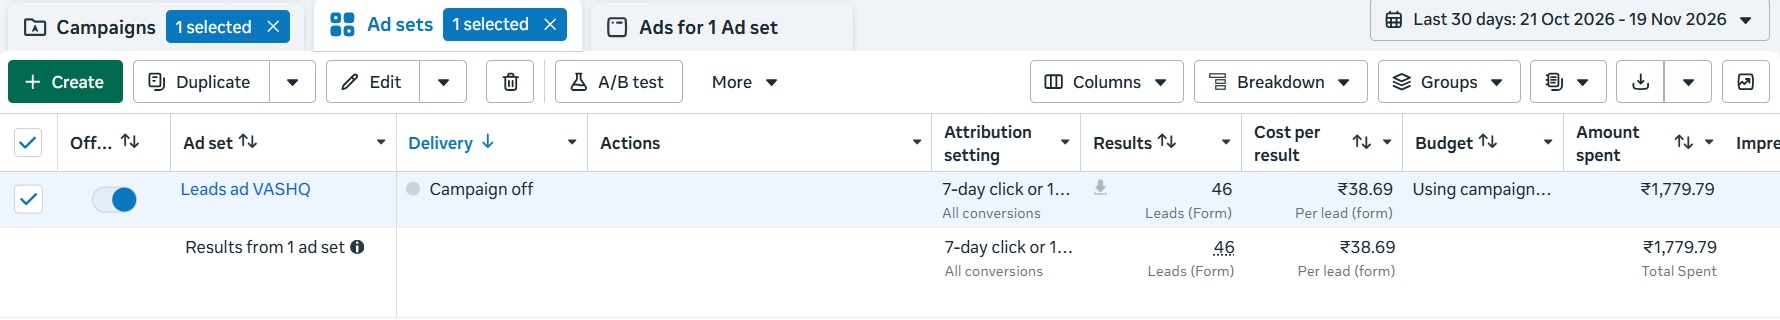 Campaigns 1 selected ×
Ad sets 1 selected ×
Ads for 1 Ad set
Last 30 days: 21 Oct 2026 - 19 Nov 2026
+ Create
Duplicate
Edit
A/B test
More
Columns
Breakdown
Groups
Off...
Ad set
Delivery ↓
Actions
Attribution
setting
Results
Cost per
result
Budget
Amount
spent
Impre
Leads ad VASHQ
Campaign off
7-day click or 1...
All conversions
46
Leads (Form)
₹38.69
Per lead (form)
Using campaign...
₹1,779.79
Results from 1 ad set
7-day click or 1...
All conversions
46
Leads (Form)
₹38.69
Per lead (form)
₹1,779.79
Total Spent